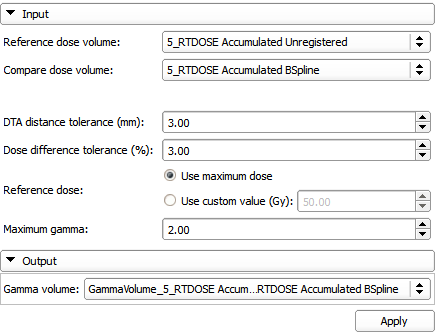 Input
Reference dose volume: 5_RTDOSE Accumulated Unregistered
Compare dose volume: 5_RTDOSE Accumulated BSpline
DTA distance tolerance (mm): 3.00
Dose difference tolerance (%): 3.00
Reference dose:
Use maximum dose
Use custom value (Gy): 50.00
Maximum gamma: 2.00
Output
Gamma volume: GammaVolume_5_RTDOSE Accum...RTDOSE Accumulated BSpline
Apply